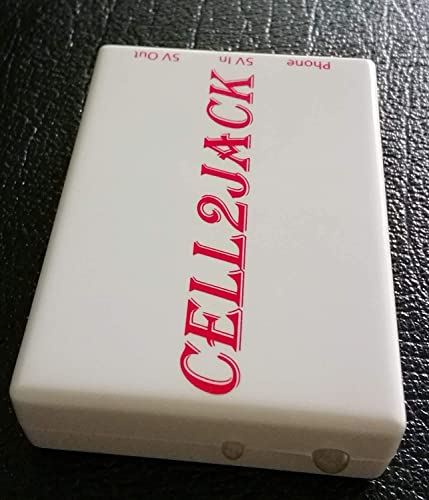 Phone
5V In
5V Out
CELL2JACK